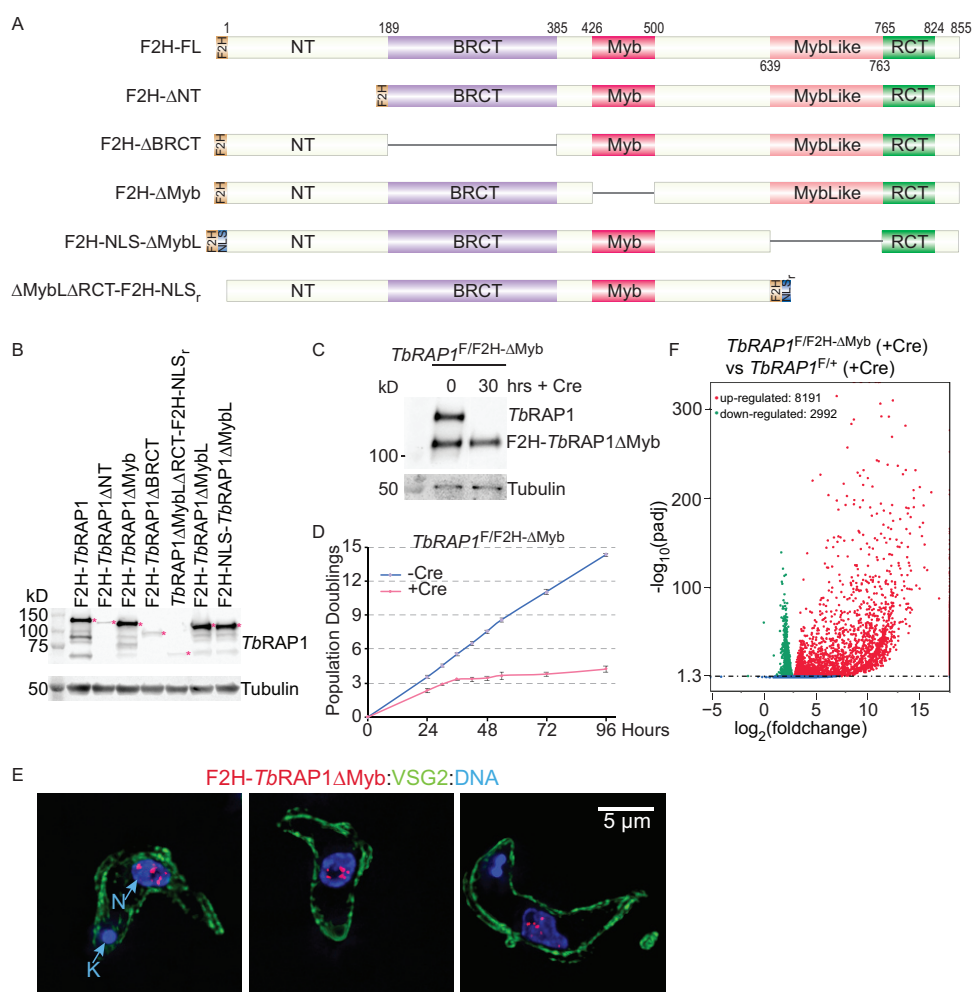 A
1 189 385 426 500 765 824 855
F2H-FL F2H NT BRCT Myb MybLike RCT
639 763
F2H-ΔNT F2H BRCT Myb MybLike RCT
F2H-ΔBRCT F2H NT Myb MybLike RCT
F2H-ΔMyb F2H NT BRCT MybLike RCT
F2H-NLS-ΔMybL F2H NLS NT BRCT Myb RCT
ΔMybLΔRCT-F2H-NLSr NT BRCT Myb F2H NLSr
B
F2H-TbRAP1
F2H-TbRAP1ΔNT
F2H-TbRAP1ΔMyb
F2H-TbRAP1ΔBRCT
TbRAP1ΔMybLΔRCT-F2H-NLSr
F2H-TbRAP1ΔMybL
F2H-NLS-TbRAP1ΔMybL
kD
150
100
75
* * * * * * *
TbRAP1
50 Tubulin
C
TbRAP1F/F2H-ΔMyb
kD 0 30 hrs + Cre
TbRAP1
F2H-TbRAP1ΔMyb
100
50 Tubulin
D
TbRAP1F/F2H-ΔMyb
-Cre
+Cre
Population Doublings
15
12
9
6
3
0
0 24 48 72 96 Hours
F
TbRAP1F/F2H-ΔMyb (+Cre)
vs TbRAP1F/+ (+Cre)
up-regulated: 8191
down-regulated: 2992
-log10(padj)
300
200
100
1.3
−5 0 5 10 15
log2(foldchange)
E
F2H-TbRAP1ΔMyb:VSG2:DNA
N
K
5 µm